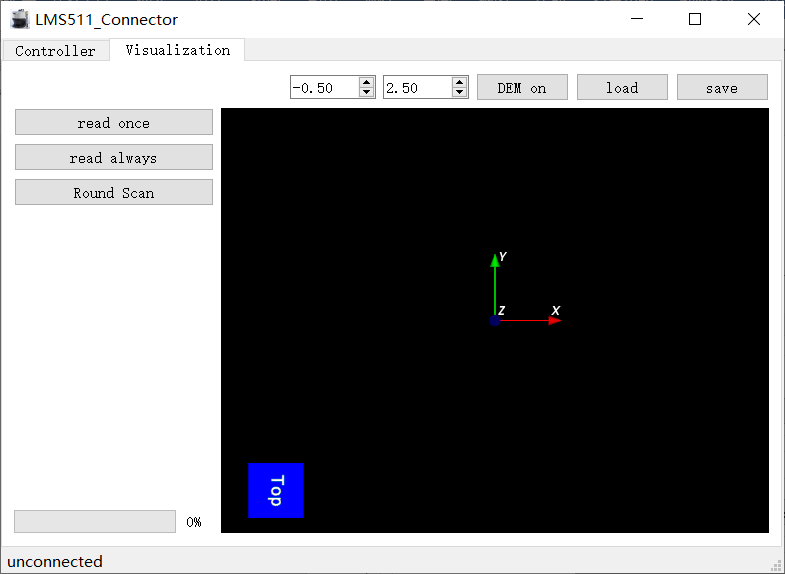 LMS511_Connector
Controller Visualization
-0.50 2.50 DEM on load save
read once
read always
Round Scan
Y
Z X
Top
0%
unconnected